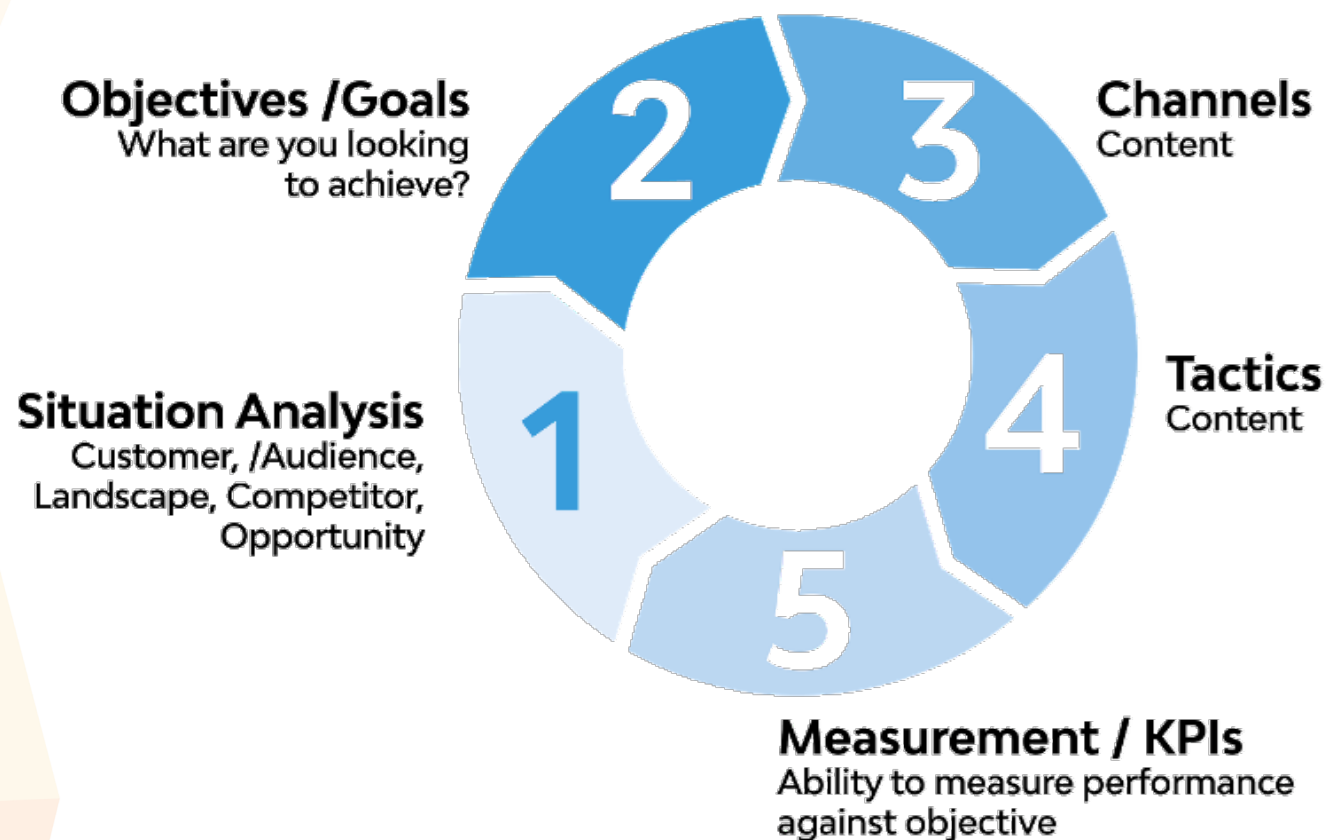 1
Situation Analysis
Customer, /Audience,
Landscape, Competitor,
Opportunity
2
Objectives /Goals
What are you looking
to achieve?
3
Channels
Content
4
Tactics
Content
5
Measurement / KPIs
Ability to measure performance
against objective